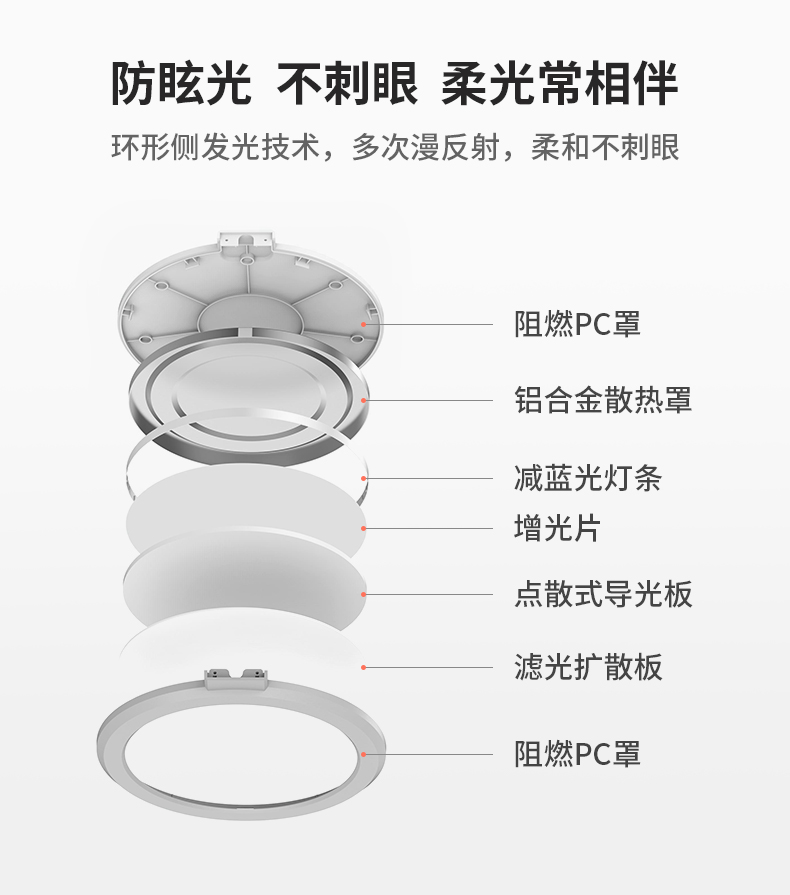 防眩光 不刺眼 柔光常相伴
环形侧发光技术，多次漫反射，柔和不刺眼
阻燃PC罩
铝合金散热罩
减蓝光灯条
增光片
点散式导光板
滤光扩散板
阻燃PC罩